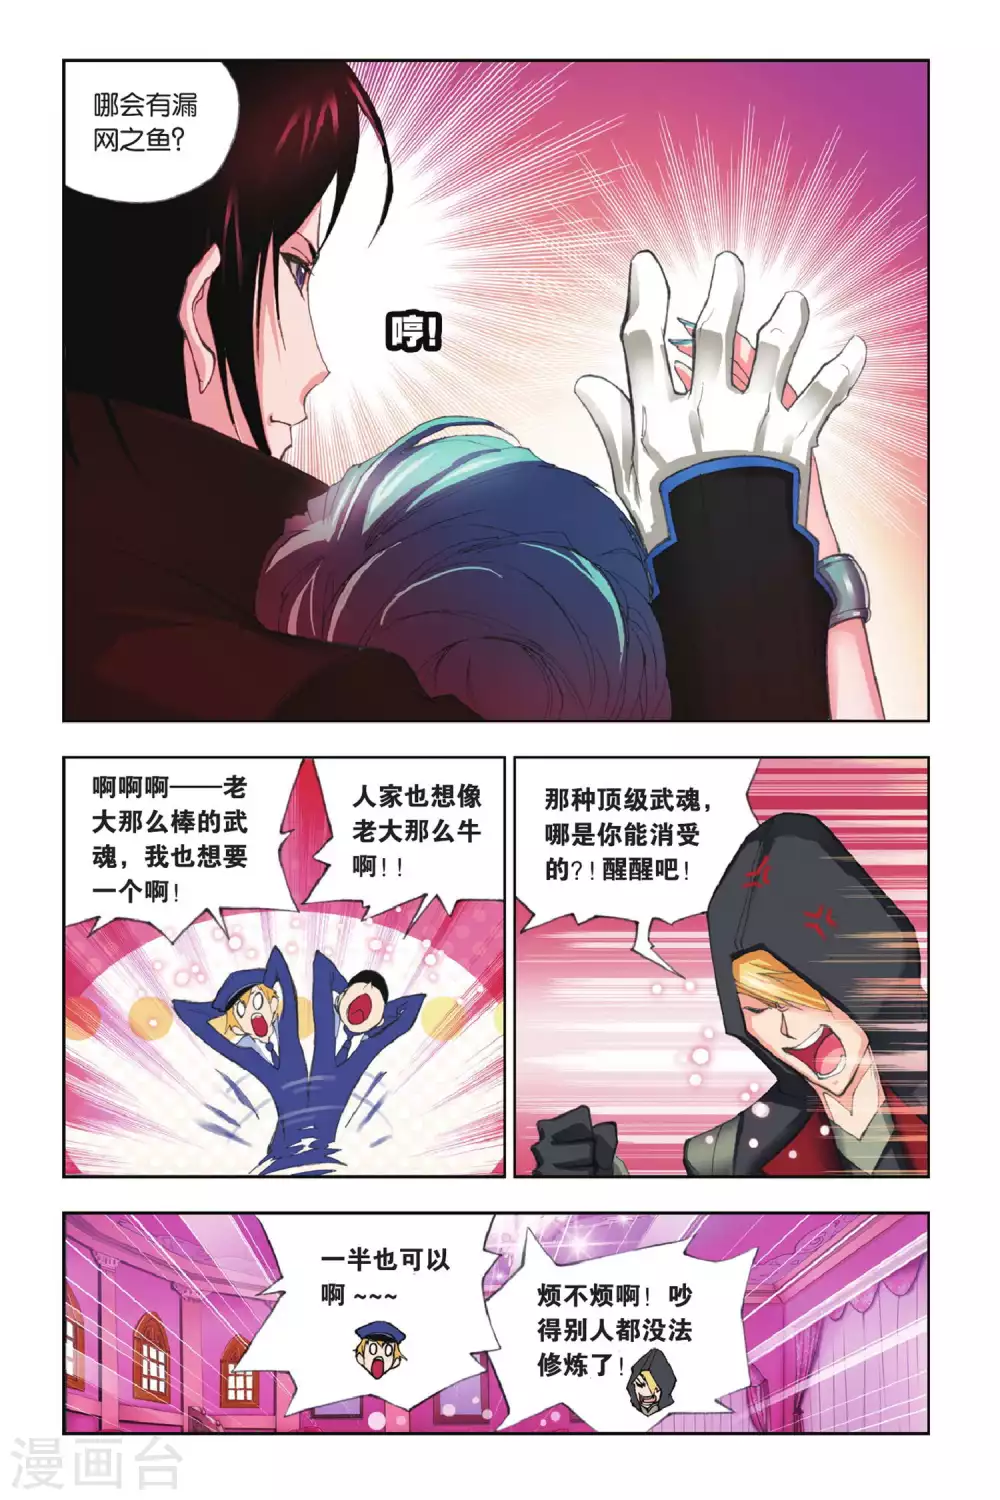 哪会有漏
网之鱼？
哼！
啊啊啊——老
大那么棒的武
魂，我也想要
一个啊！
人家也想像
老大那么牛
啊！！
那种顶级武魂，
哪是你能消受
的?！醒醒吧！
一半也可以
啊 ~~~
烦不烦啊！吵
得别人都没法
修炼了！
漫画台